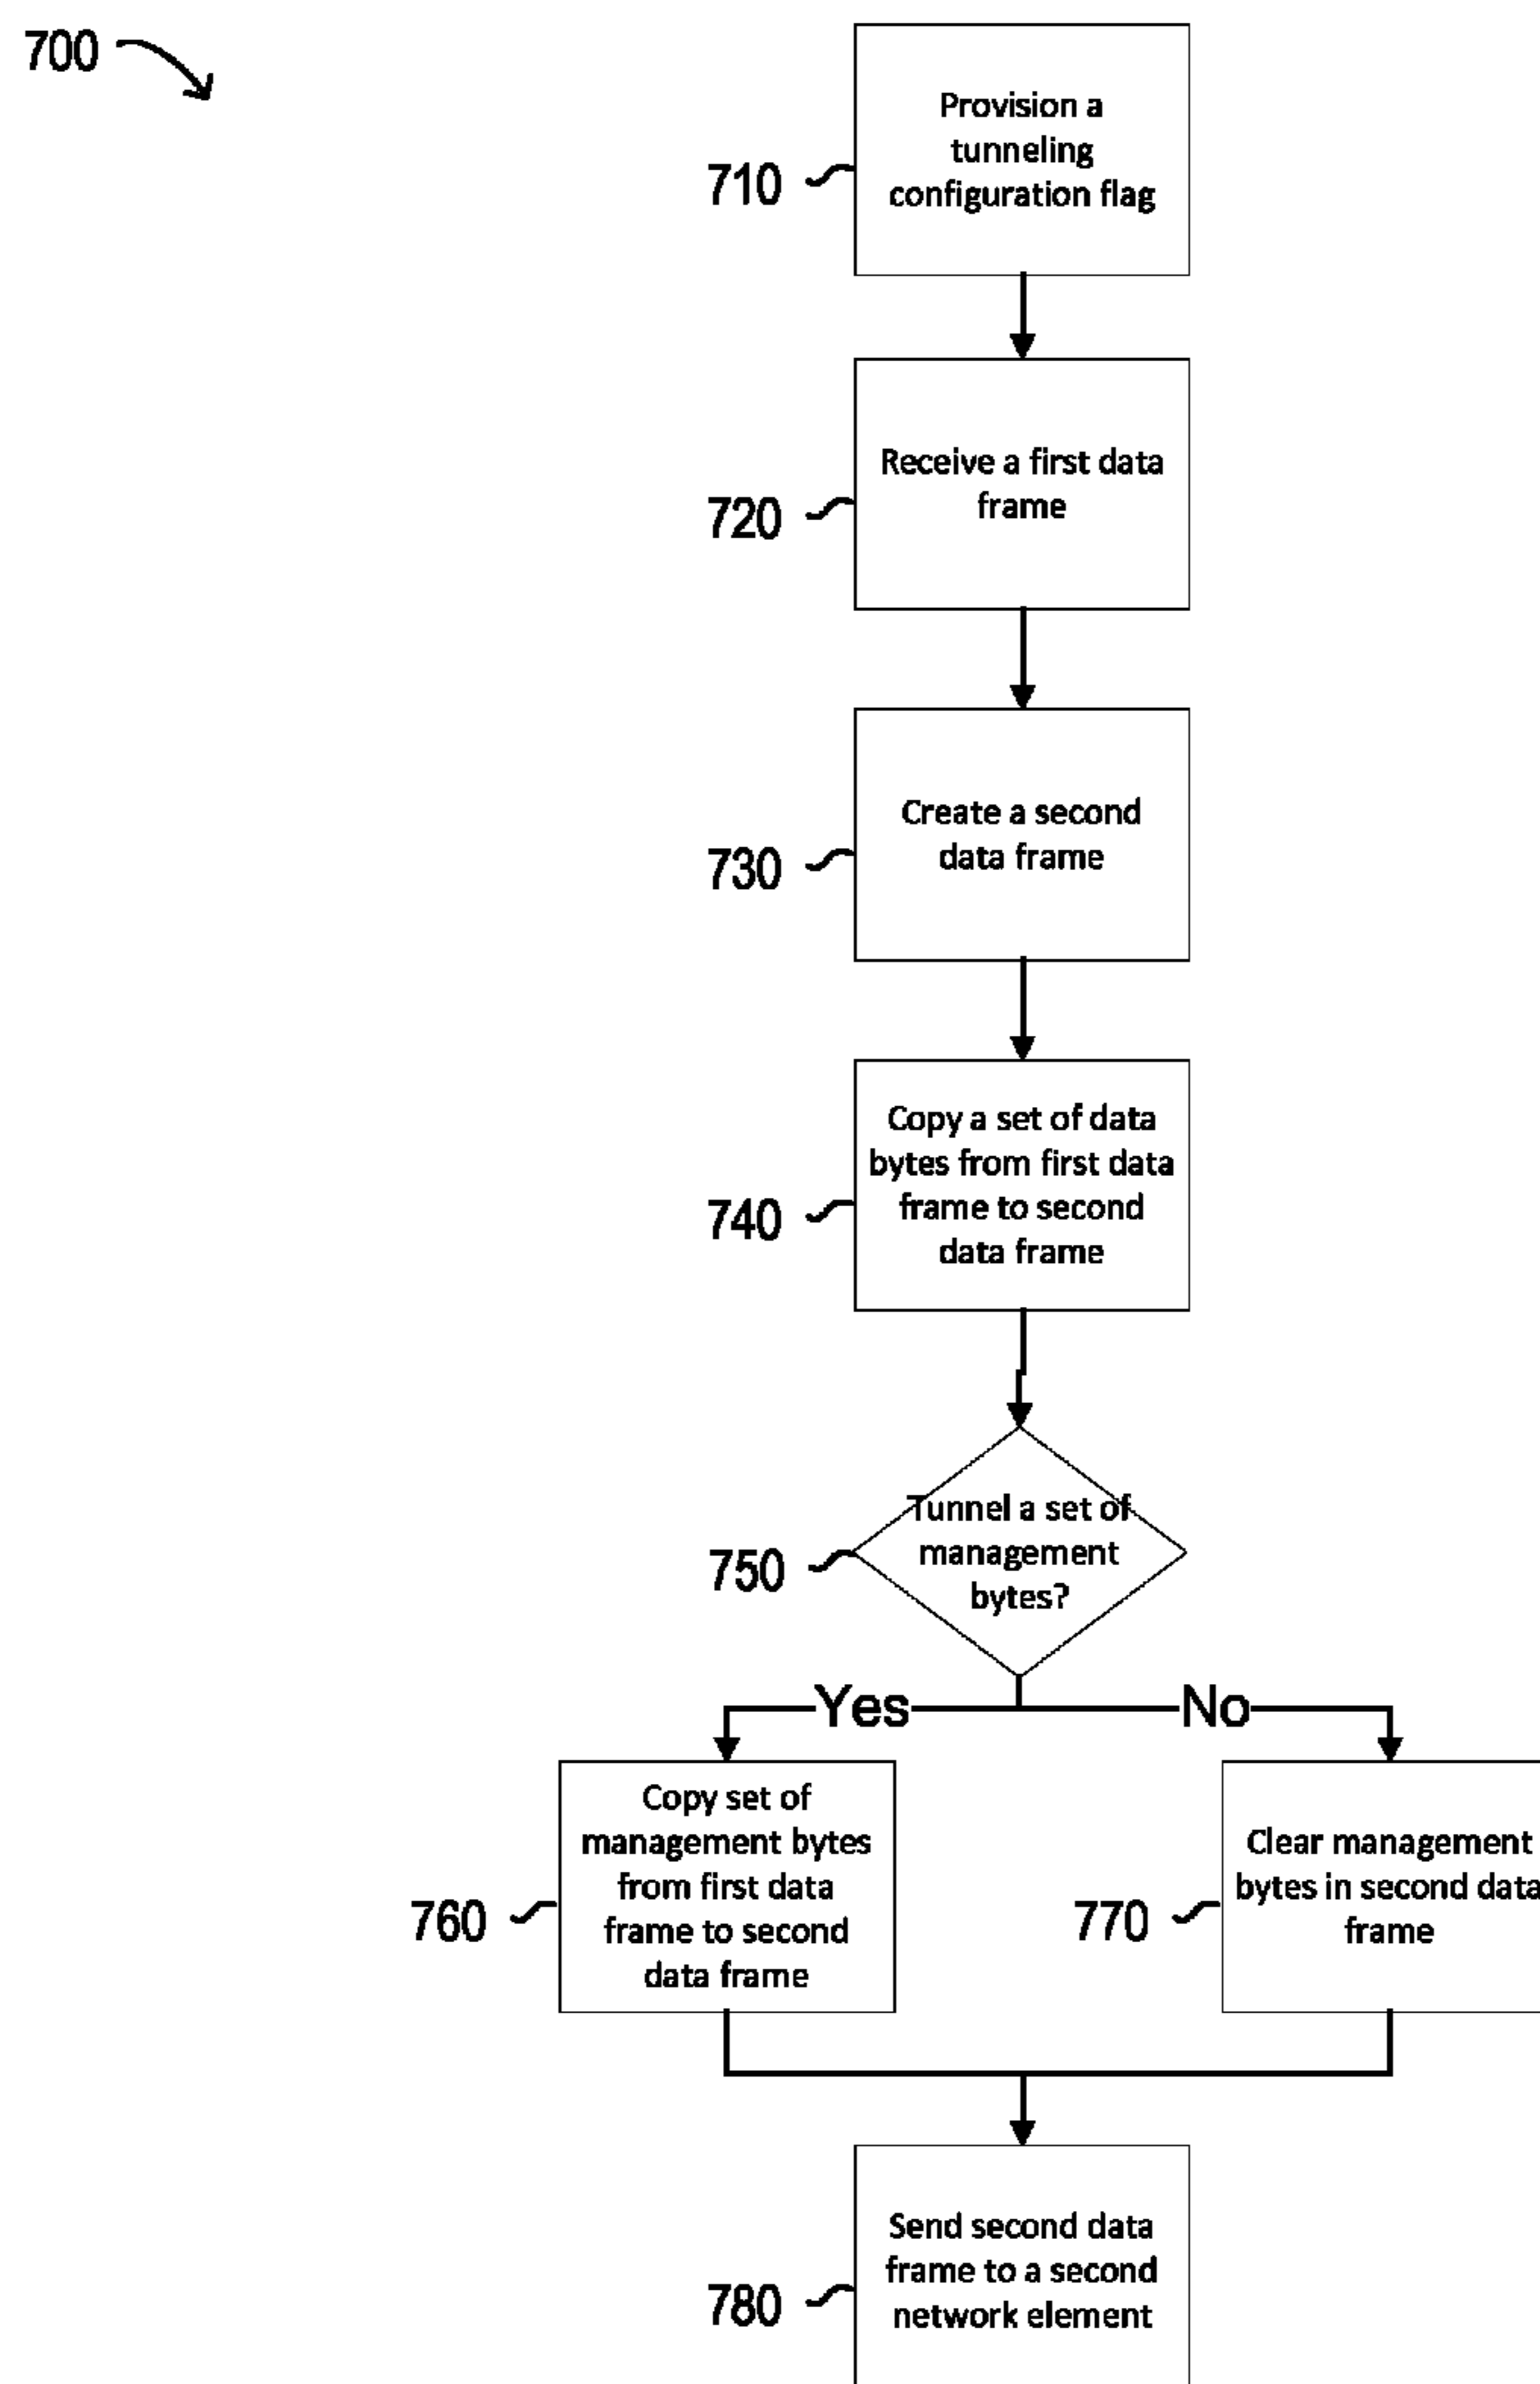 700
Provision a
tunneling
configuration flag
710
Receive a first data
frame
720
Create a second
data frame
730
Copy a set of data
bytes from first data
frame to second
data frame
740
Tunnel a set of
management
bytes?
750
Yes
No
Copy set of
management bytes
from first data
frame to second
data frame
760
Clear management
bytes in second data
frame
770
Send second data
frame to a second
network element
780